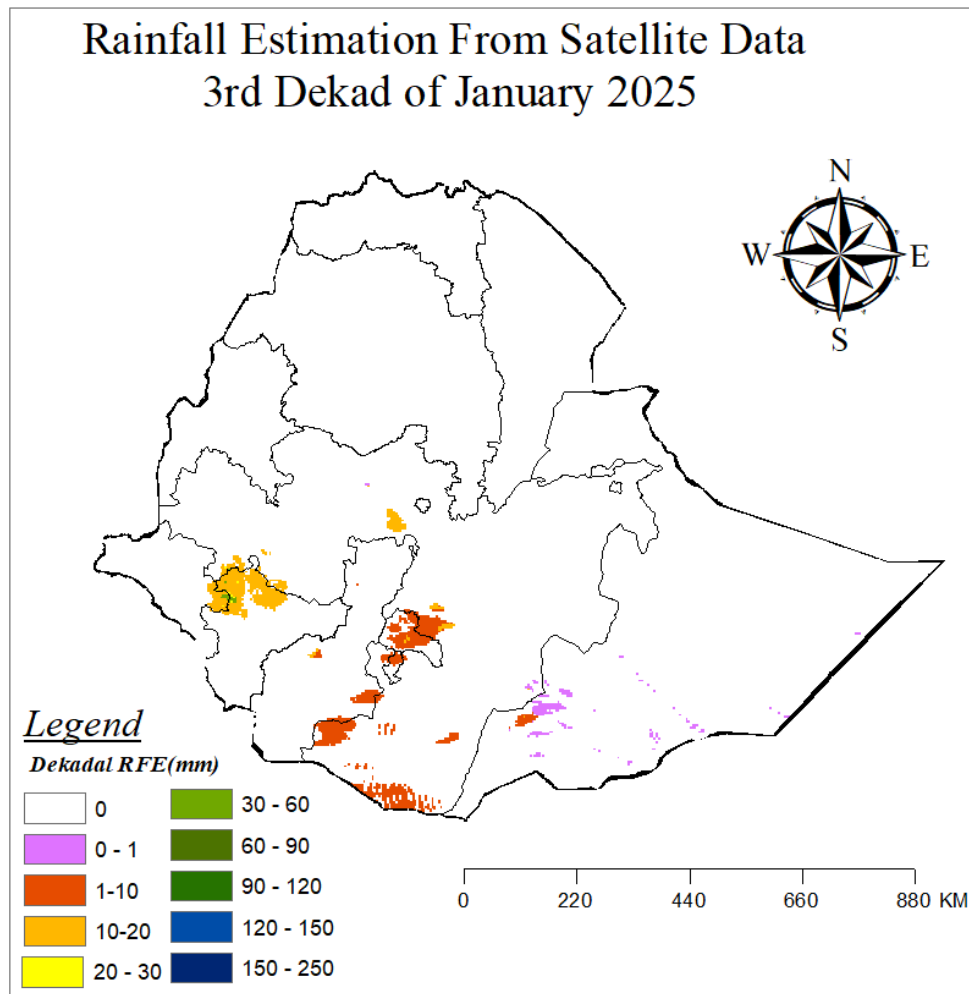 Rainfall Estimation From Satellite Data
3rd Dekad of January 2025
N
W E
S
Legend
Dekadal RFE(mm)
0
0 - 1
1-10
10-20
20 - 30
30 - 60
60 - 90
90 - 120
120 - 150
150 - 250
0 220 440 660 880 KM